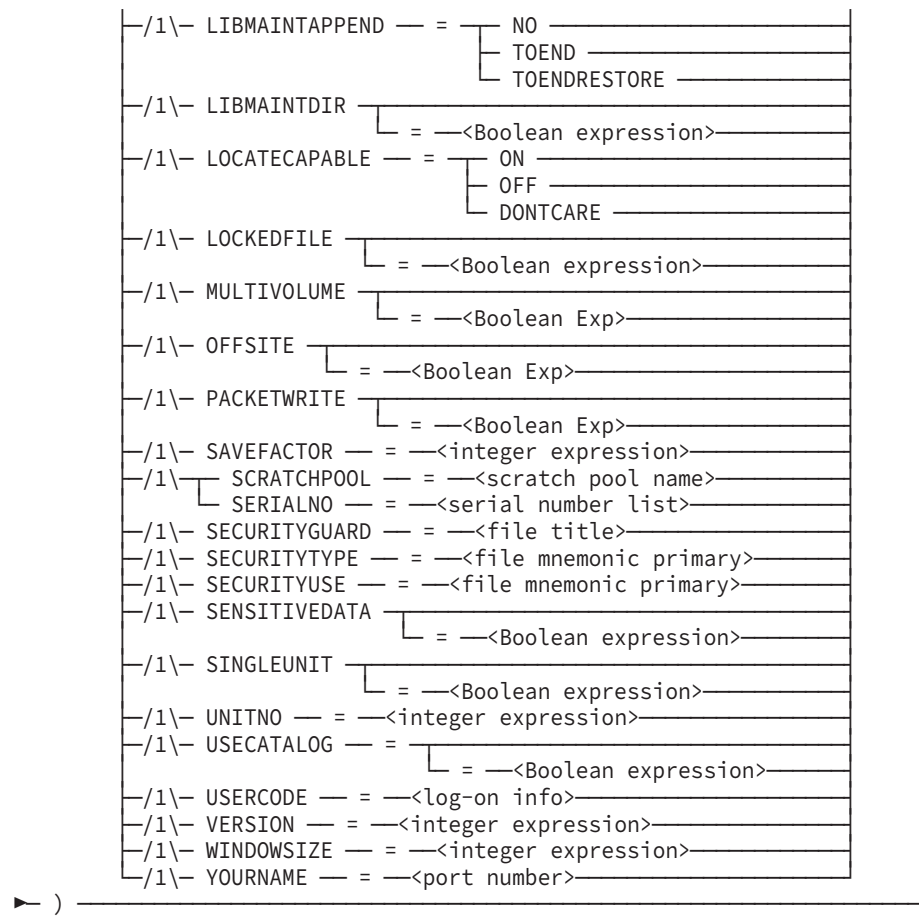 /1\ LIBMAINTAPPEND = NO
TOEND
TOENDRESTORE
/1\ LIBMAINTDIR
= <Boolean expression>
/1\ LOCATECAPABLE = ON
OFF
DONTCARE
/1\ LOCKEDFILE
= <Boolean expression>
/1\ MULTIVOLUME
= <Boolean Exp>
/1\ OFFSITE
= <Boolean Exp>
/1\ PACKETWRITE
= <Boolean Exp>
/1\ SAVEFACTOR = <integer expression>
/1\ SCRATCHPOOL = <scratch pool name>
SERIALNO = <serial number list>
/1\ SECURITYGUARD = <file title>
/1\ SECURITYTYPE = <file mnemonic primary>
/1\ SECURITYUSE = <file mnemonic primary>
/1\ SENSITIVEDATA
= <Boolean expression>
/1\ SINGLEUNIT
= <Boolean expression>
/1\ UNITNO = <integer expression>
/1\ USECATALOG =
= <Boolean expression>
/1\ USERCODE = <log-on info>
/1\ VERSION = <integer expression>
/1\ WINDOWSIZE = <integer expression>
/1\ YOURNAME = <port number>
)